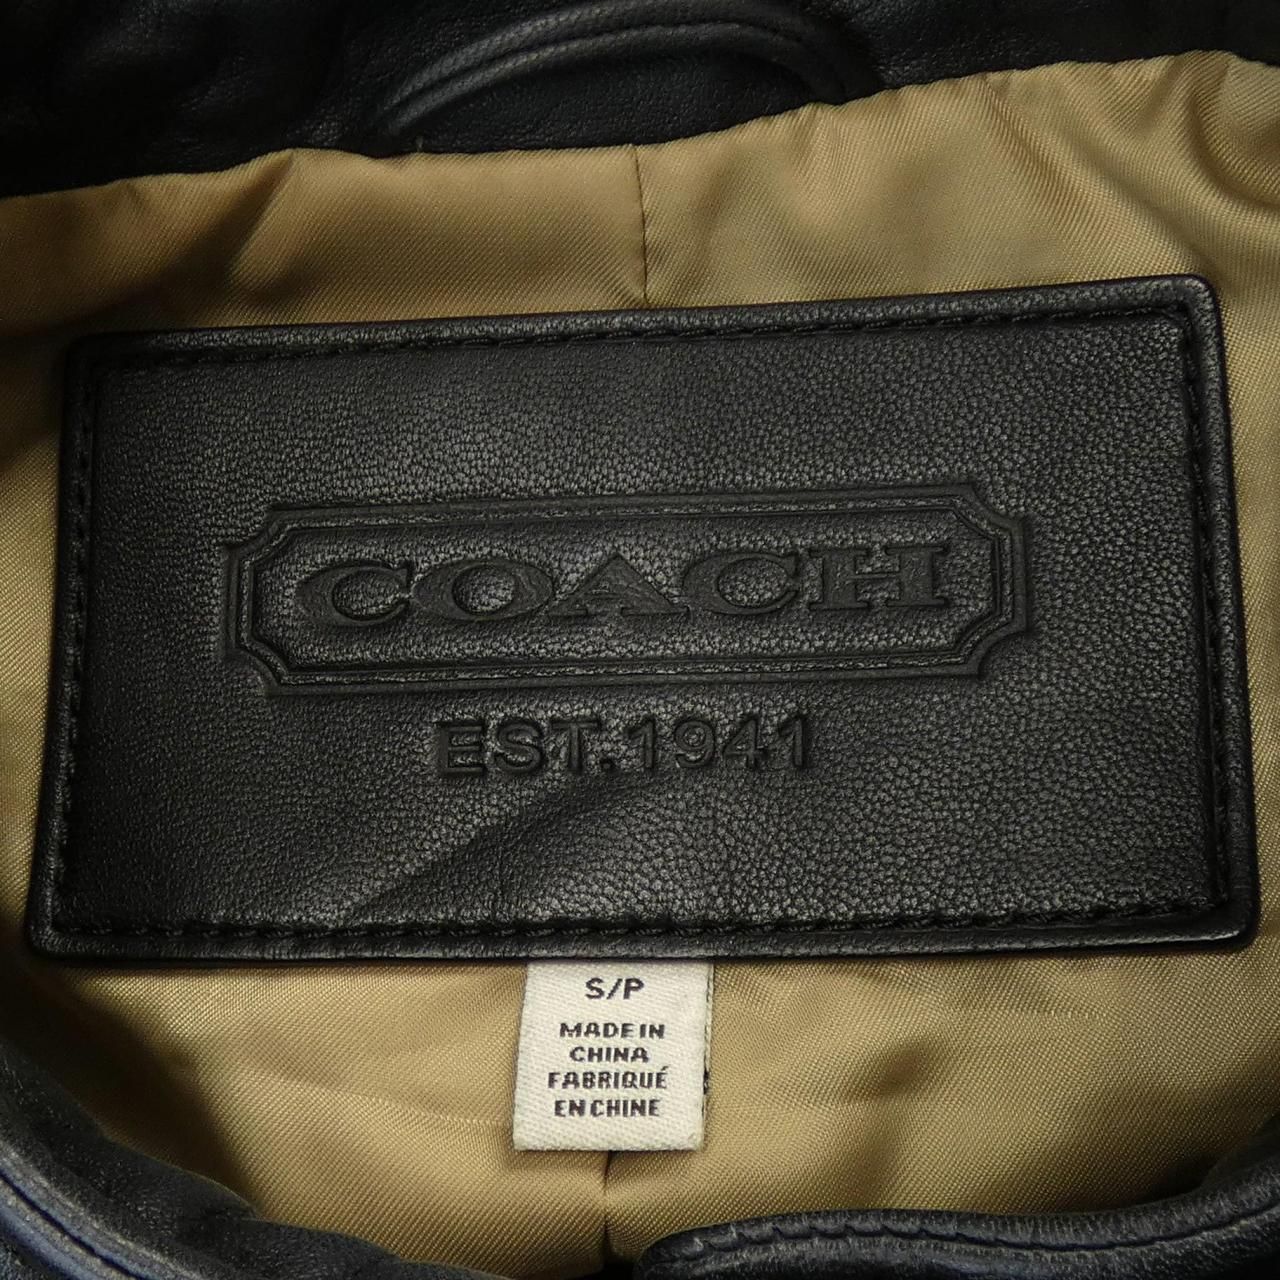 COACH
EST.1941
S/P
MADE IN
CHINA
FABRIQUÉ
EN CHINE